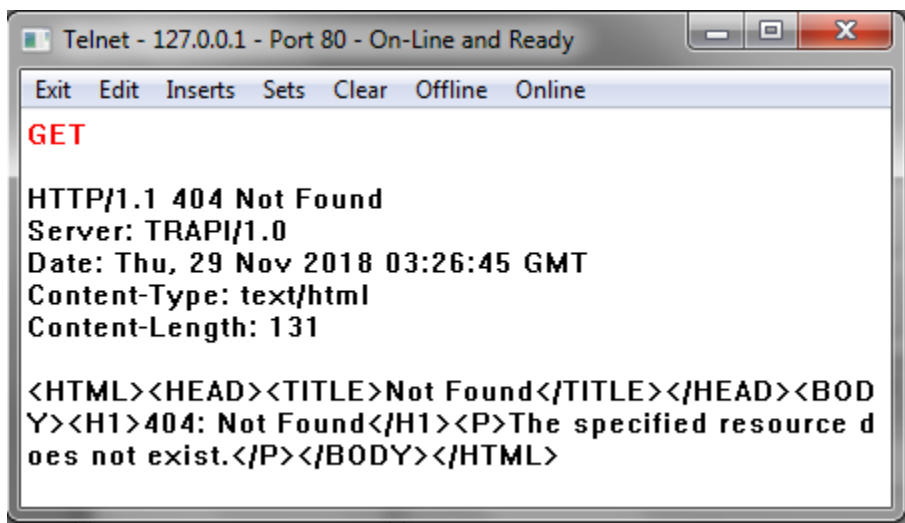 Telnet - 127.0.0.1 - Port 80 - On-Line and Ready
Exit Edit Inserts Sets Clear Offline Online
GET
HTTP/1.1 404 Not Found
Server: TRAPI/1.0
Date: Thu, 29 Nov 2018 03:26:45 GMT
Content-Type: text/html
Content-Length: 131
<HTML><HEAD><TITLE>Not Found</TITLE></HEAD><BOD
Y><H1>404: Not Found</H1><P>The specified resource d
oes not exist.</P></BODY></HTML>